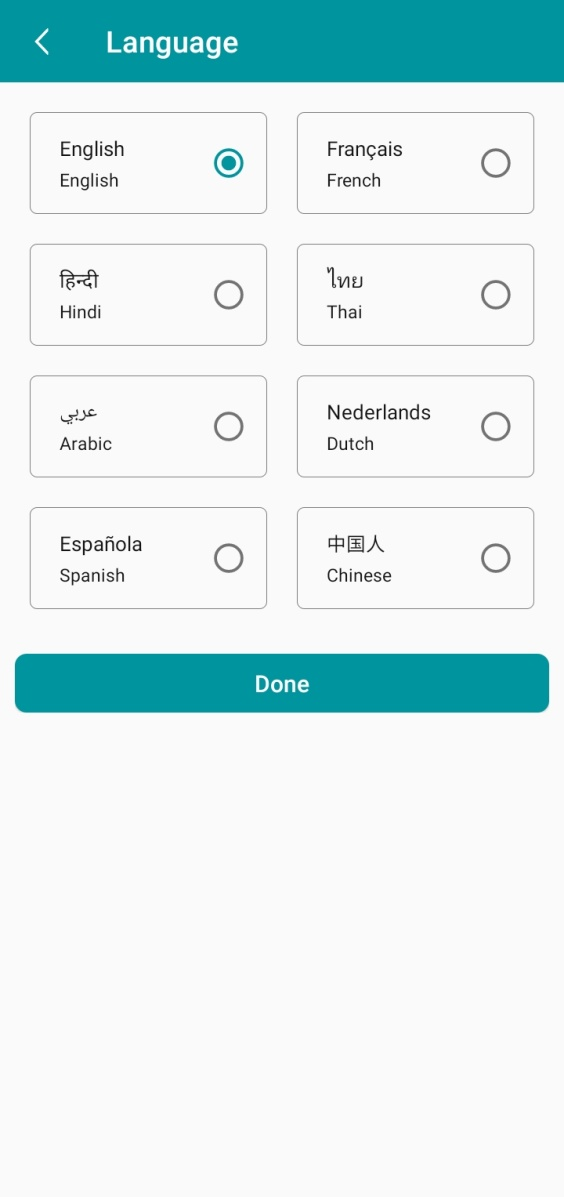 Language
English
English
Français
French
हिन्दी
Hindi
ไทย
Thai
عربي
Arabic
Nederlands
Dutch
Española
Spanish
中国人
Chinese
Done